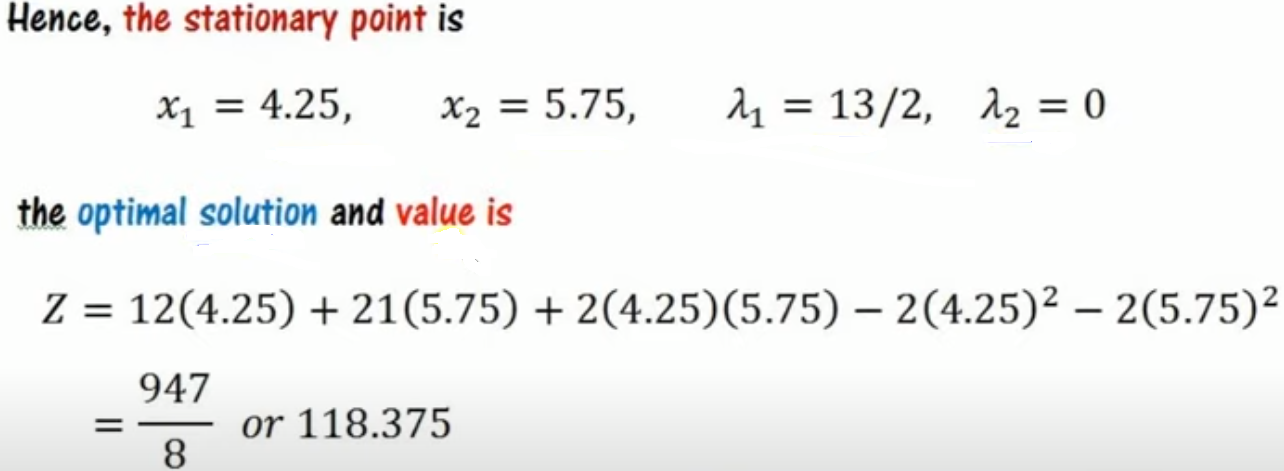 Hence, the stationary point is
x₁ = 4.25, x₂ = 5.75, λ₁ = 13/2, λ₂ = 0
the optimal solution and value is
Z = 12(4.25) + 21(5.75) + 2(4.25)(5.75) − 2(4.25)² − 2(5.75)²
= 947/8 or 118.375